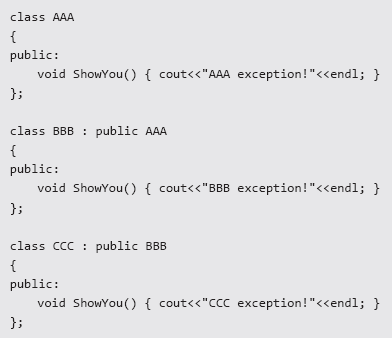 class AAA
{
public:
    void ShowYou() { cout<<"AAA exception!"<<endl; }
};

class BBB : public AAA
{
public:
    void ShowYou() { cout<<"BBB exception!"<<endl; }
};

class CCC : public BBB
{
public:
    void ShowYou() { cout<<"CCC exception!"<<endl; }
};